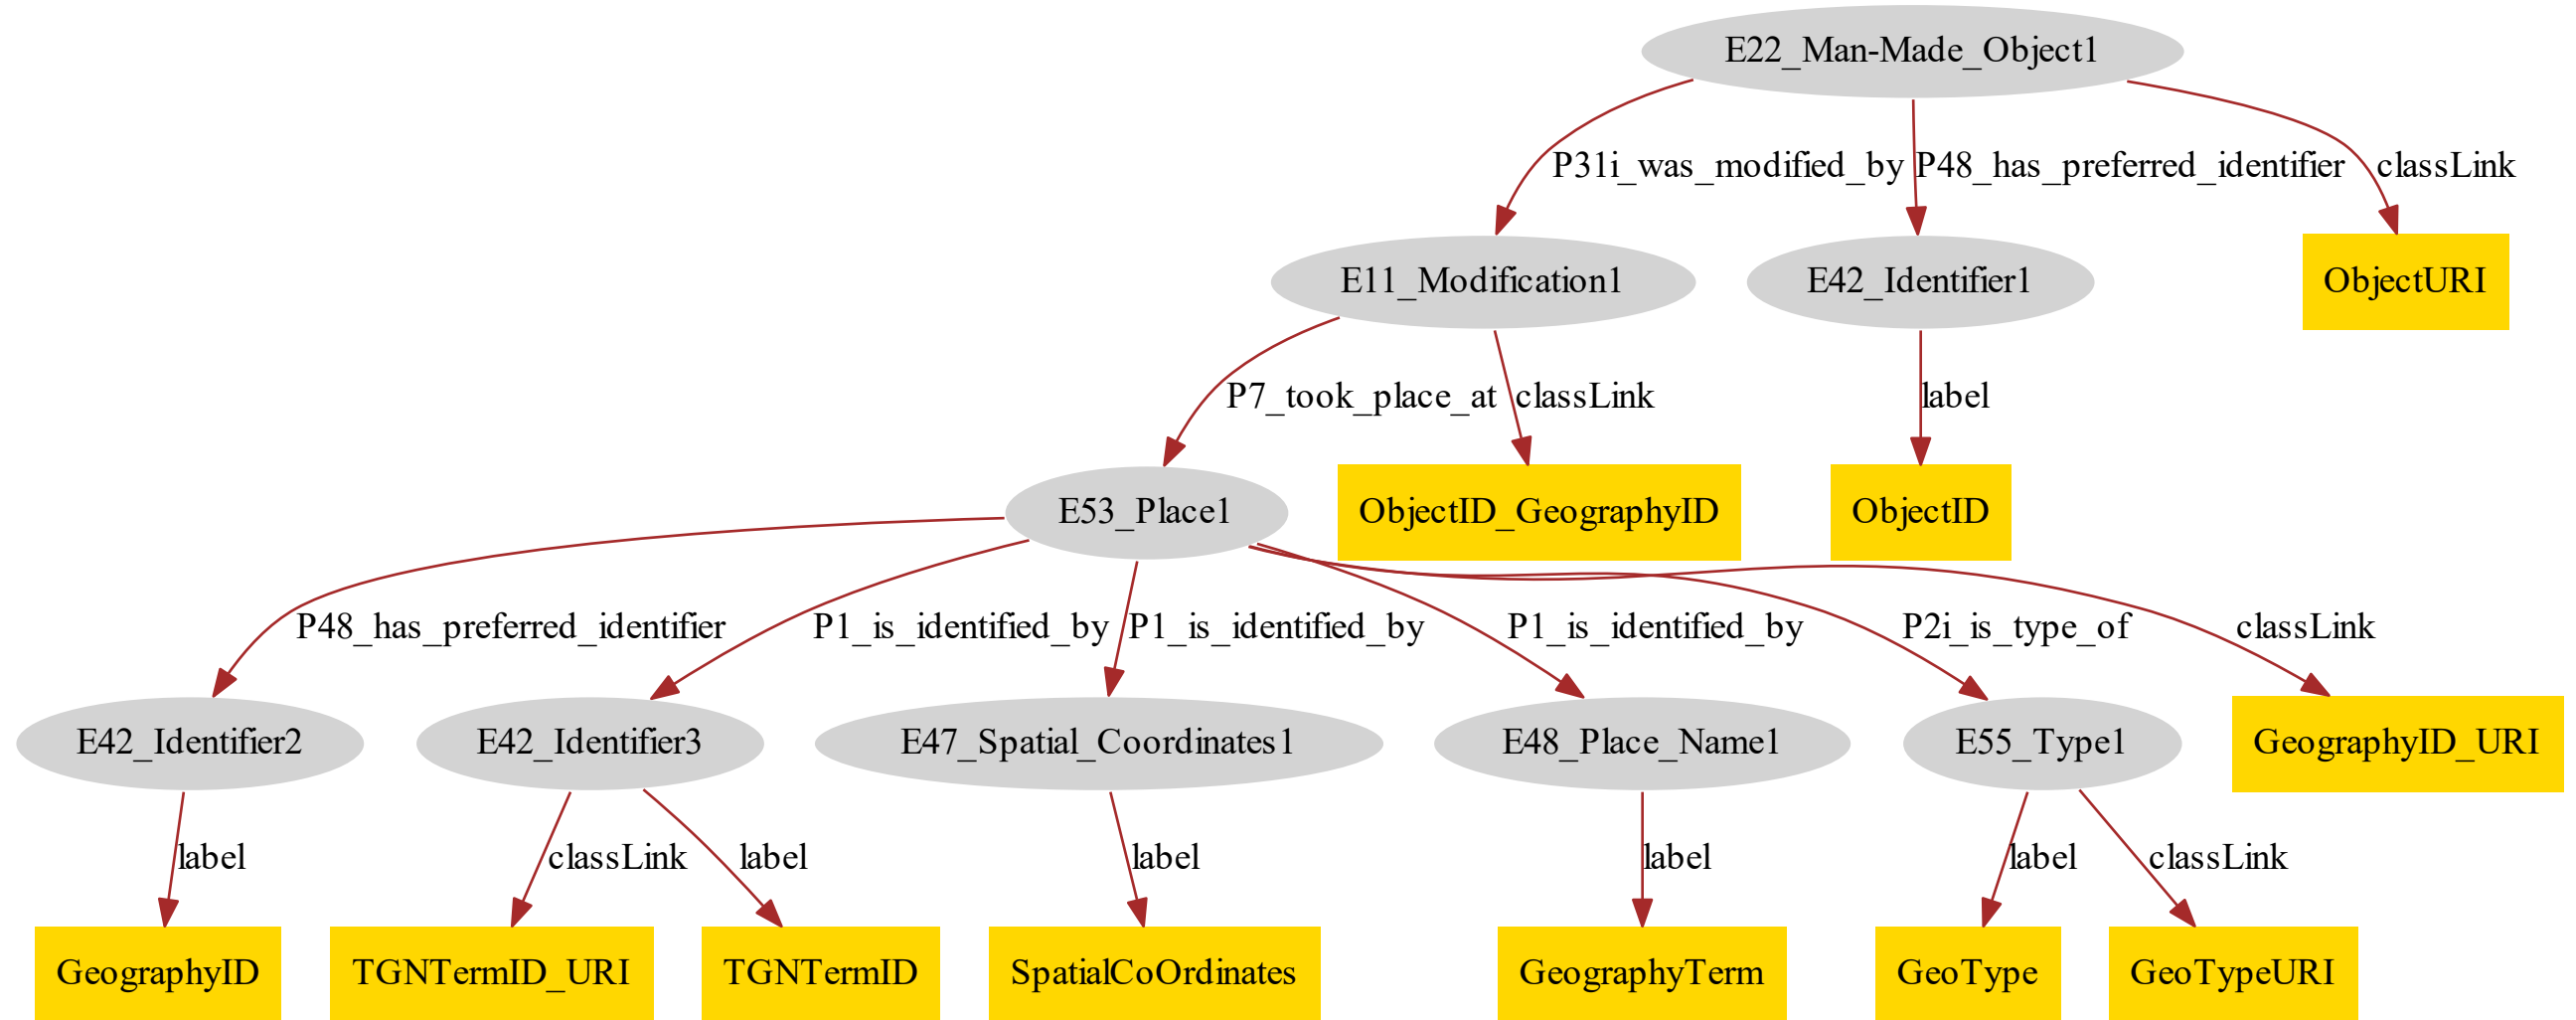 E22_Man-Made_Object1
P31i_was_modified_by
P48_has_preferred_identifier
classLink
E11_Modification1
E42_Identifier1
ObjectURI
P7_took_place_at
classLink
label
E53_Place1
ObjectID_GeographyID
ObjectID
P48_has_preferred_identifier
P1_is_identified_by
P1_is_identified_by
P1_is_identified_by
P2i_is_type_of
classLink
E42_Identifier2
E42_Identifier3
E47_Spatial_Coordinates1
E48_Place_Name1
E55_Type1
GeographyID_URI
label
classLink
label
label
label
label
classLink
GeographyID
TGNTermID_URI
TGNTermID
SpatialCoOrdinates
GeographyTerm
GeoType
GeoTypeURI